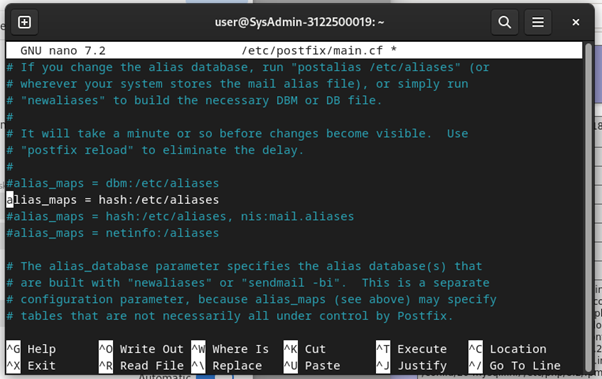 user@SysAdmin-3122500019: ~
GNU nano 7.2 /etc/postfix/main.cf *
# If you change the alias database, run "postalias /etc/aliases" (or
# wherever your system stores the mail alias file), or simply run
# "newaliases" to build the necessary DBM or DB file.
#
# It will take a minute or so before changes become visible.  Use
# "postfix reload" to eliminate the delay.
#
#alias_maps = dbm:/etc/aliases
alias_maps = hash:/etc/aliases
#alias_maps = hash:/etc/aliases, nis:mail.aliases
#alias_maps = netinfo:/aliases
# The alias_database parameter specifies the alias database(s) that
# are built with "newaliases" or "sendmail -bi".  This is a separate
# configuration parameter, because alias_maps (see above) may specify
# tables that are not necessarily all under control by Postfix.
^G Help ^O Write Out ^W Where Is ^K Cut ^T Execute ^C Location
^X Exit ^R Read File ^\ Replace ^U Paste ^J Justify ^/ Go To Line
Automatic